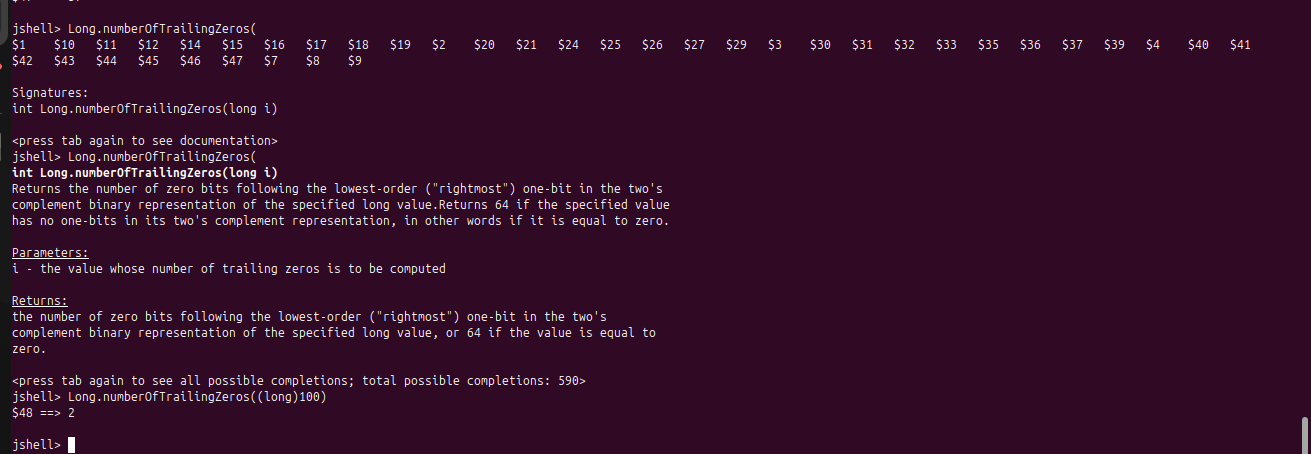 jshell> Long.numberOfTrailingZeros(
$1 $10 $11 $12 $14 $15 $16 $17 $18 $19 $2 $20 $21 $24 $25 $26 $27 $29 $3 $30 $31 $32 $33 $35 $36 $37 $39 $4 $40 $41
$42 $43 $44 $45 $46 $47 $7 $8 $9
Signatures:
int Long.numberOfTrailingZeros(long i)
<press tab again to see documentation>
jshell> Long.numberOfTrailingZeros(
int Long.numberOfTrailingZeros(long i)
Returns the number of zero bits following the lowest-order ("rightmost") one-bit in the two's
complement binary representation of the specified long value.Returns 64 if the specified value
has no one-bits in its two's complement representation, in other words if it is equal to zero.
Parameters:
i - the value whose number of trailing zeros is to be computed
Returns:
the number of zero bits following the lowest-order ("rightmost") one-bit in the two's
complement binary representation of the specified long value, or 64 if the value is equal to
zero.
<press tab again to see all possible completions; total possible completions: 590>
jshell> Long.numberOfTrailingZeros((long)100)
$48 ==> 2
jshell>